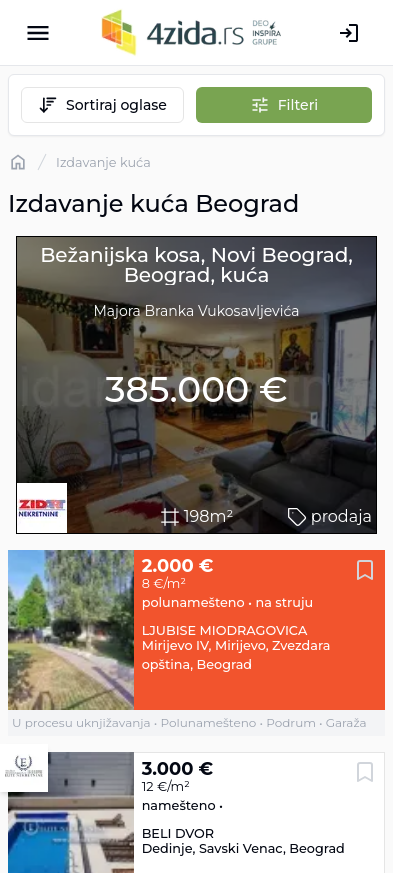 4zida.rs
DEO
INSPIRA
GRUPE
Sortiraj oglase
Filteri
Izdavanje kuća
Izdavanje kuća Beograd
Bežanijska kosa, Novi Beograd,
Beograd, kuća
Majora Branka Vukosavljevića
385.000 €
ZIDART
NEKRETNINE
198m²
prodaja
2.000 €
8 €/m²
polunamešteno • na struju
LJUBISE MIODRAGOVICA
Mirijevo IV, Mirijevo, Zvezdara
opština, Beograd
U procesu uknjižavanja • Polunamešteno • Podrum • Garaža
3.000 €
12 €/m²
namešteno •
BELI DVOR
Dedinje, Savski Venac, Beograd